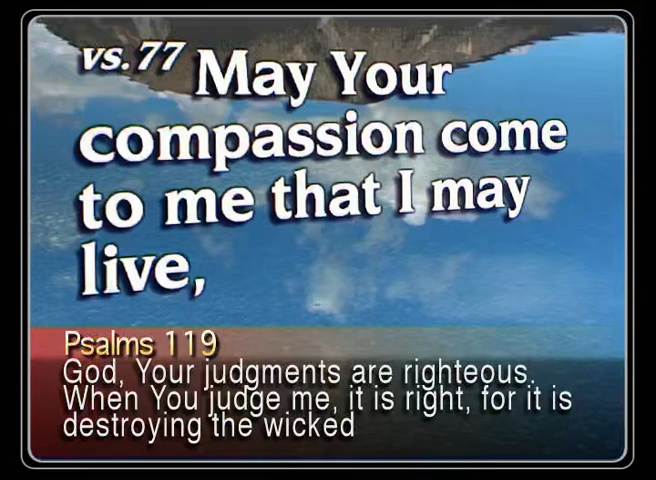 vs. 77 May Your
compassion come
to me that I may
live,
Psalms 119
God, Your judgments are righteous.
When You judge me, it is right, for it is
destroying the wicked